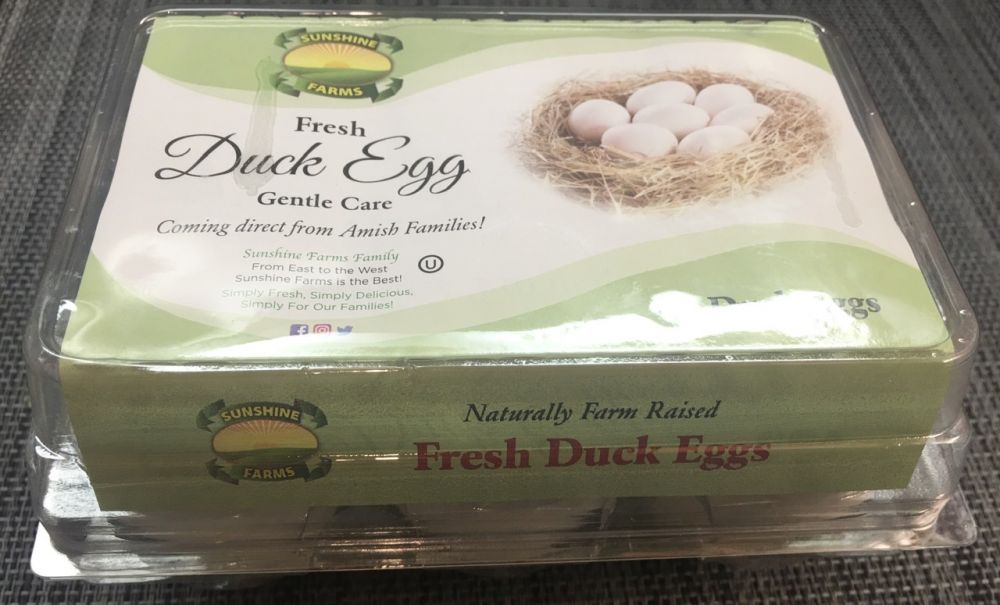 SUNSHINE
FARMS
Fresh
Duck Egg
Gentle Care
Coming direct from Amish Families!
Sunshine Farms Family
From East to the West
Sunshine Farms is the Best!
Simply Fresh, Simply Delicious,
Simply For Our Families!
U
Duck Eggs
SUNSHINE
FARMS
Naturally Farm Raised
Fresh Duck Eggs